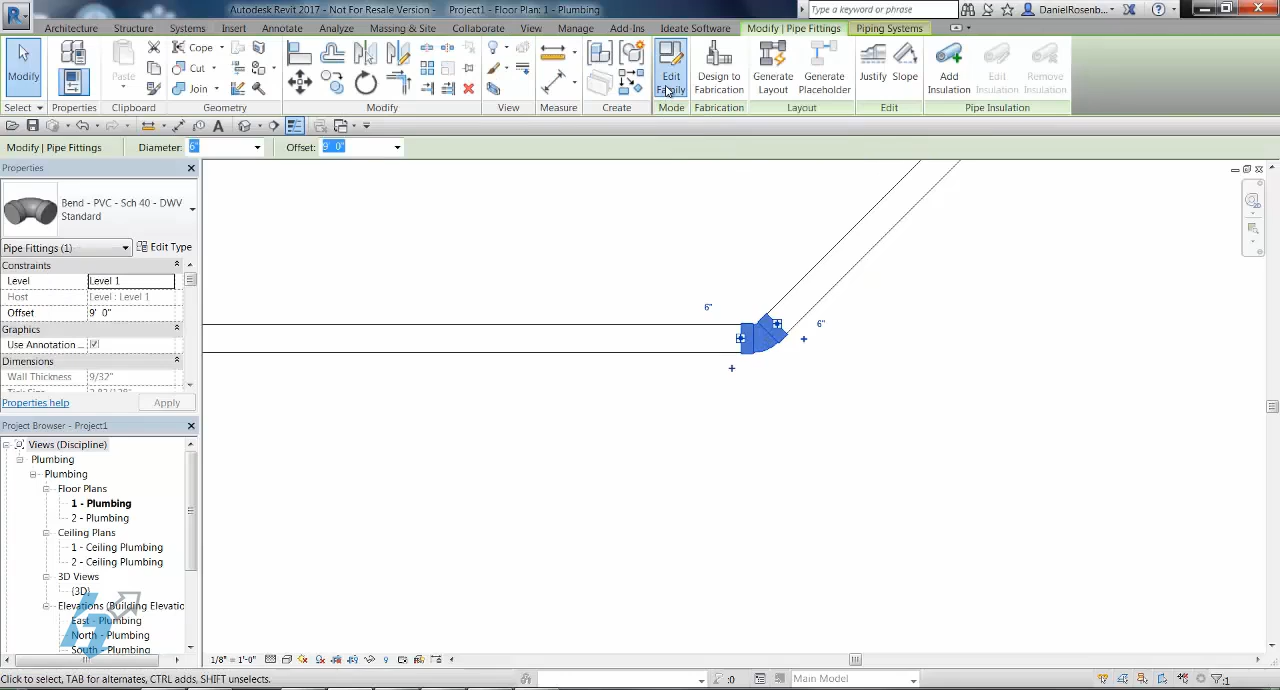 Autodesk Revit 2017 - Not For Resale Version - Project1 - Floor Plan: 1 - Plumbing
Type a keyword or phrase
DanielRosenb...
Architecture Structure Systems Insert Annotate Analyze Massing & Site Collaborate View Manage Add-Ins Ideate Software Modify | Pipe Fittings Piping Systems
Modify
Paste
Cope
Cut
Join
Edit Family
Design to Fabrication
Generate Layout
Generate Placeholder
Justify
Slope
Add Insulation
Edit Insulation
Remove Insulation
Select Properties Clipboard Geometry Modify View Measure Create Mode Fabrication Layout Edit Pipe Insulation
Modify | Pipe Fittings Diameter: 6" Offset: 9' 0"
Properties
Bend - PVC - Sch 40 - DWV
Standard
Pipe Fittings (1) Edit Type
Constraints
Level Level 1
Host Level : Level 1
Offset 9' 0"
Graphics
Use Annotation ...
Dimensions
Wall Thickness 9/32"
Properties help Apply
Project Browser - Project1
Views (Discipline)
Plumbing
Plumbing
Floor Plans
1 - Plumbing
2 - Plumbing
Ceiling Plans
1 - Ceiling Plumbing
2 - Ceiling Plumbing
3D Views
{3D}
Elevations (Building Elevatio
East - Plumbing
North - Plumbing
South - Plumbing
6"
6"
1/8" = 1'-0"
Click to select, TAB for alternates, CTRL adds, SHIFT unselects.
:0
Main Model
:1